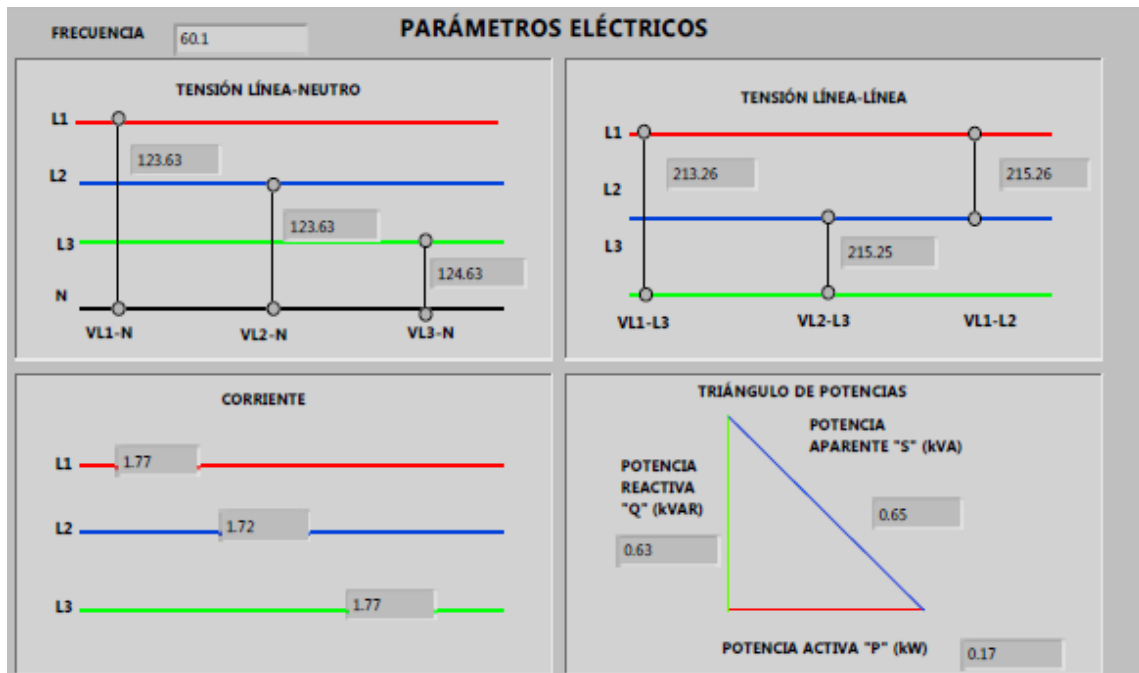 PARÁMETROS ELÉCTRICOS
FRECUENCIA 60.1
TENSIÓN LÍNEA-NEUTRO
L1
123.63
L2
123.63
L3
124.63
N
VL1-N VL2-N VL3-N
TENSIÓN LÍNEA-LÍNEA
L1
213.26 215.26
L2
L3
215.25
VL1-L3 VL2-L3 VL1-L2
CORRIENTE
L1 1.77
L2 1.72
L3 1.77
TRIÁNGULO DE POTENCIAS
POTENCIA
APARENTE "S" (kVA)
0.65
POTENCIA
REACTIVA
"Q" (kVAR)
0.63
POTENCIA ACTIVA "P" (kW) 0.17